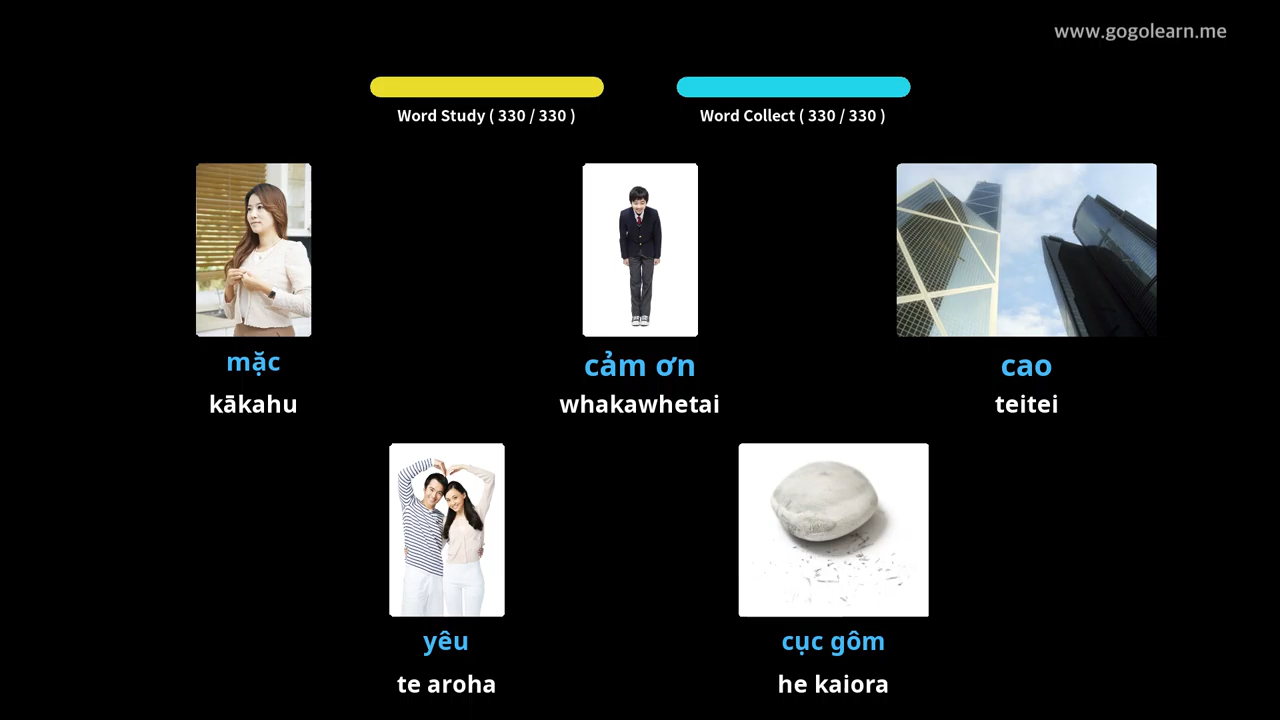 www.gogolearn.me
Word Study ( 330 / 330 )
Word Collect ( 330 / 330 )
mặc
cảm ơn
cao
kākahu
whakawhetai
teitei
yêu
cục gôm
te aroha
he kaiora